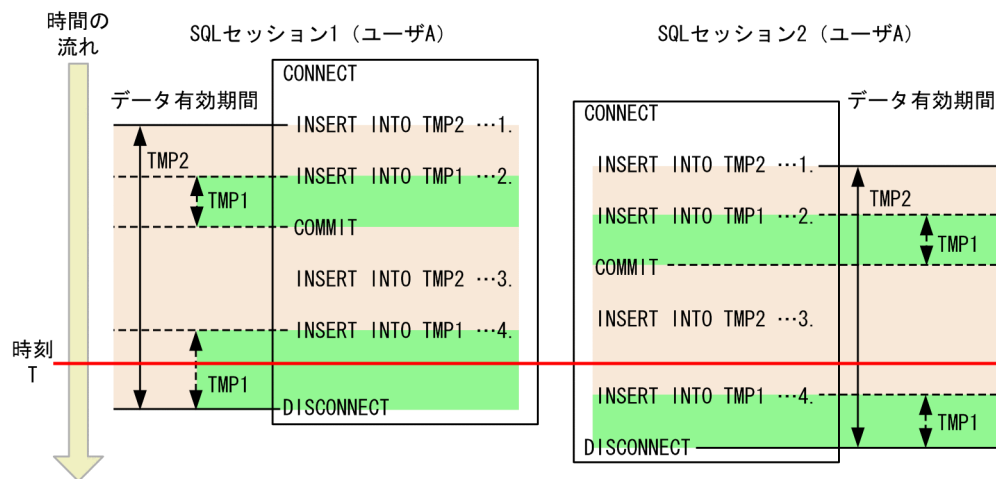 時間の
流れ
SQLセッション1（ユーザA）
データ有効期間
CONNECT
INSERT INTO TMP2 …1.
TMP2
INSERT INTO TMP1 …2.
TMP1
COMMIT
INSERT INTO TMP2 …3.
INSERT INTO TMP1 …4.
時刻
T
TMP1
DISCONNECT
SQLセッション2（ユーザA）
データ有効期間
CONNECT
INSERT INTO TMP2 …1.
TMP2
INSERT INTO TMP1 …2.
TMP1
COMMIT
INSERT INTO TMP2 …3.
INSERT INTO TMP1 …4.
TMP1
DISCONNECT